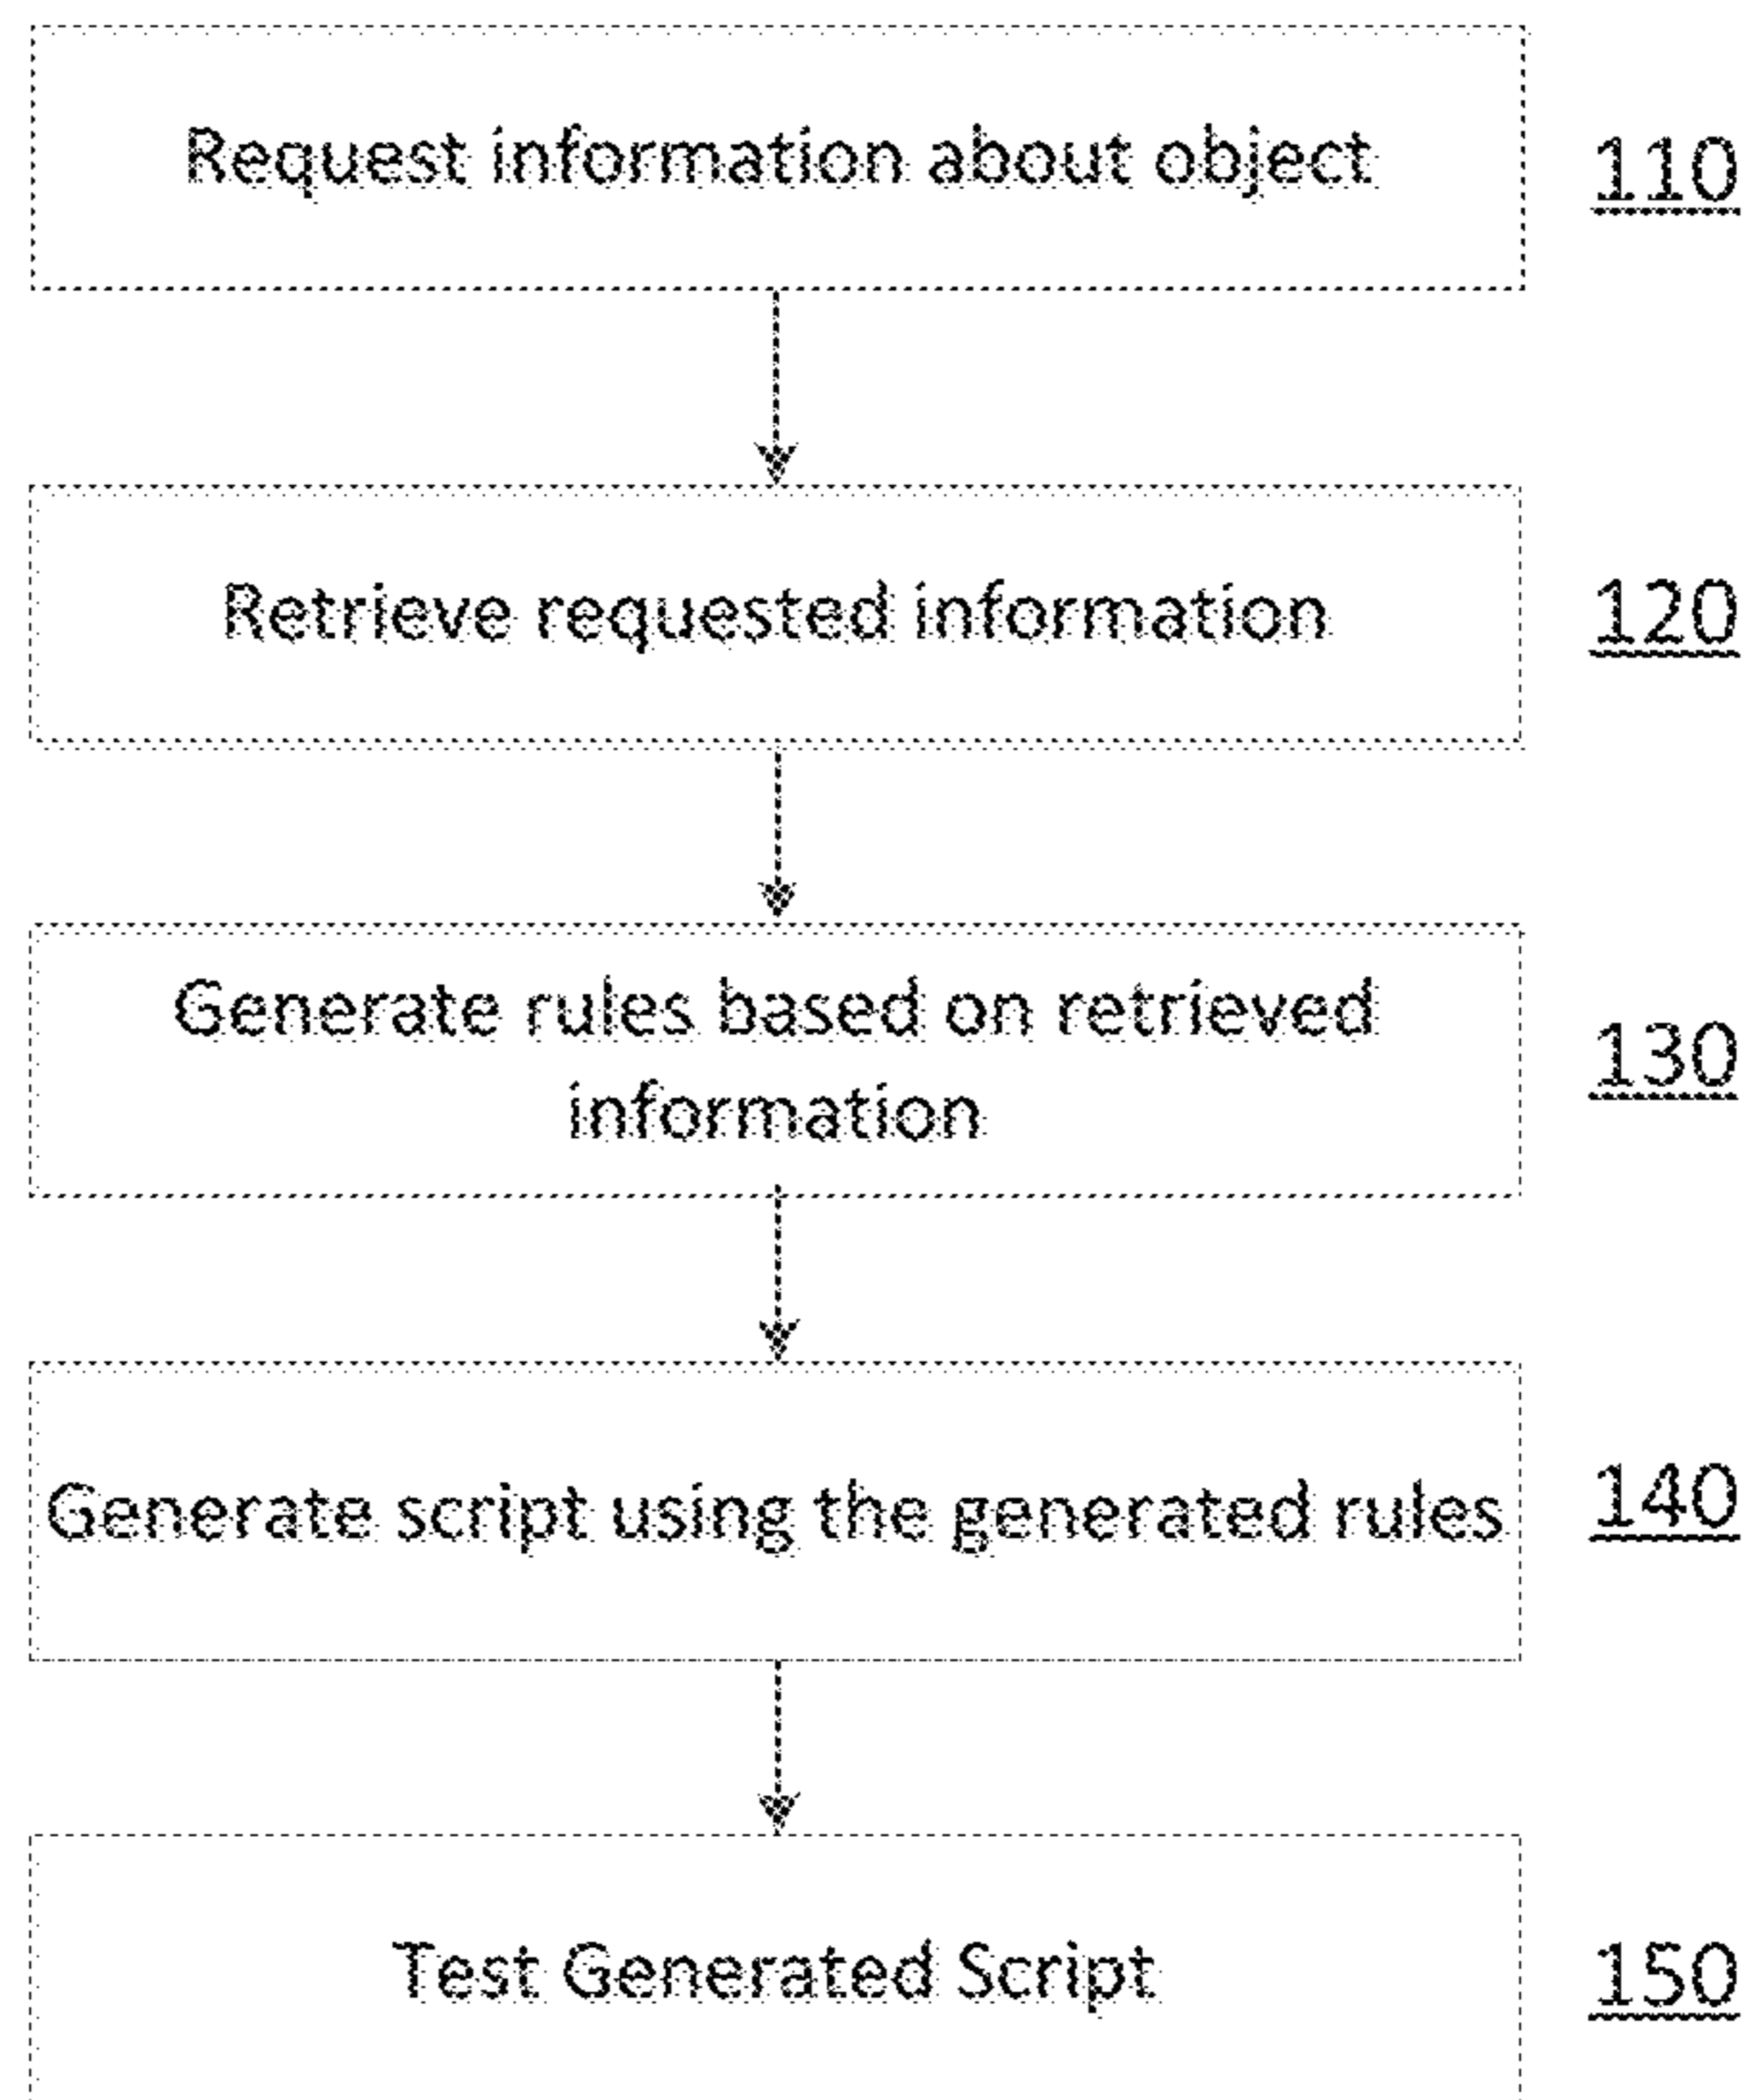 Request information about object
110
Retrieve requested information
120
Generate rules based on retrieved
information
130
Generate script using the generated rules
140
Test Generated Script
150